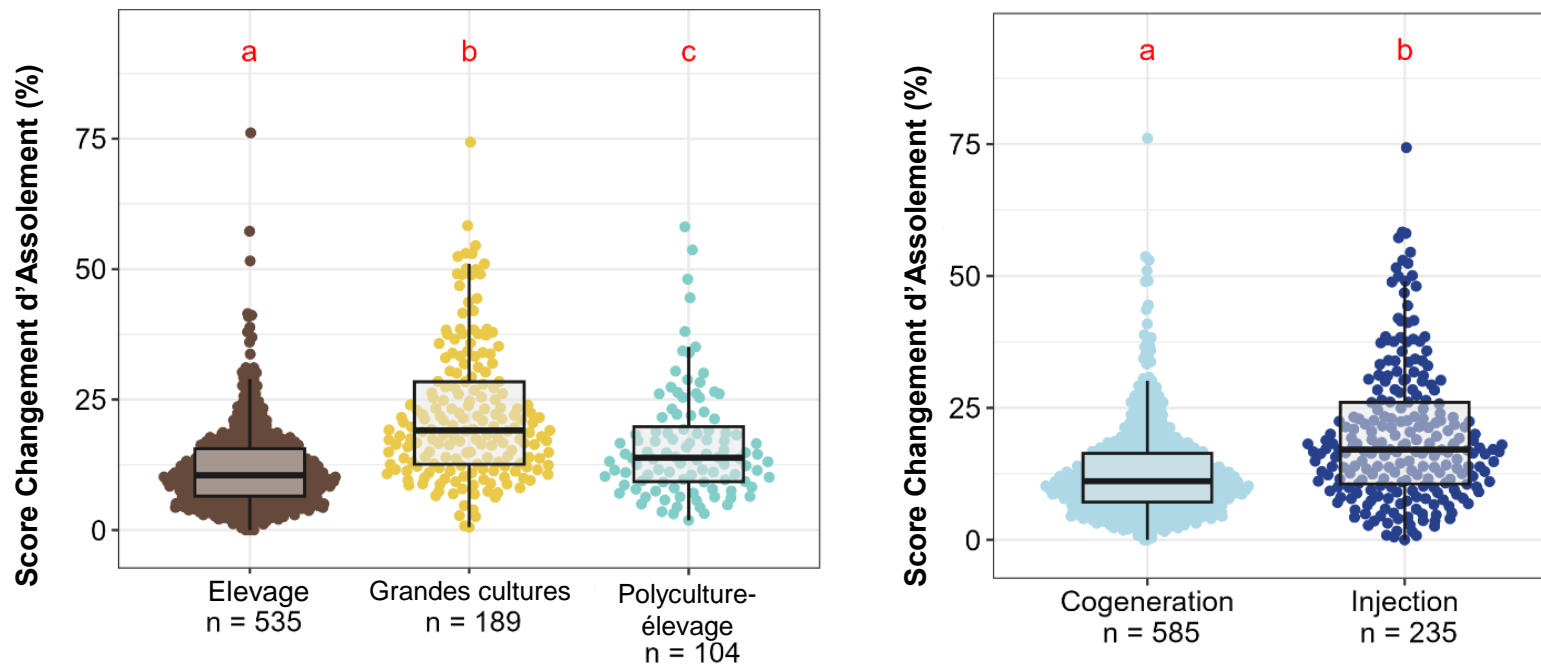 Score Changement d’Assolement (%)
a b c
75
50
25
0
Elevage
n = 535
Grandes cultures
n = 189
Polyculture-
élevage
n = 104
Score Changement d’Assolement (%)
a b
75
50
25
0
Cogeneration
n = 585
Injection
n = 235